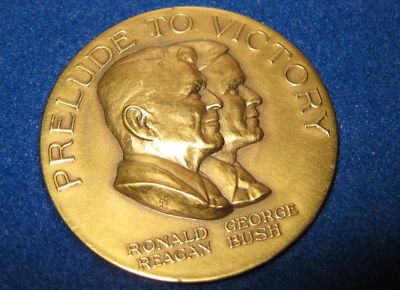 PRELUDE TO VICTORY
RONALD
REAGAN
GEORGE
BUSH